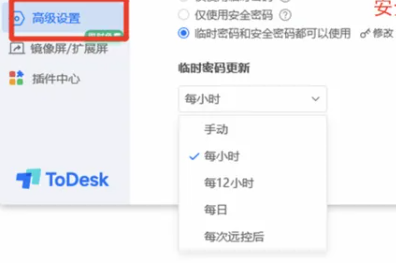 高级设置
仅使用安全密码
临时密码和安全密码都可以使用
修改
镜像屏/扩展屏
插件中心
临时密码更新
每小时
手动
每小时
每12小时
每日
每次远控后
ToDesk